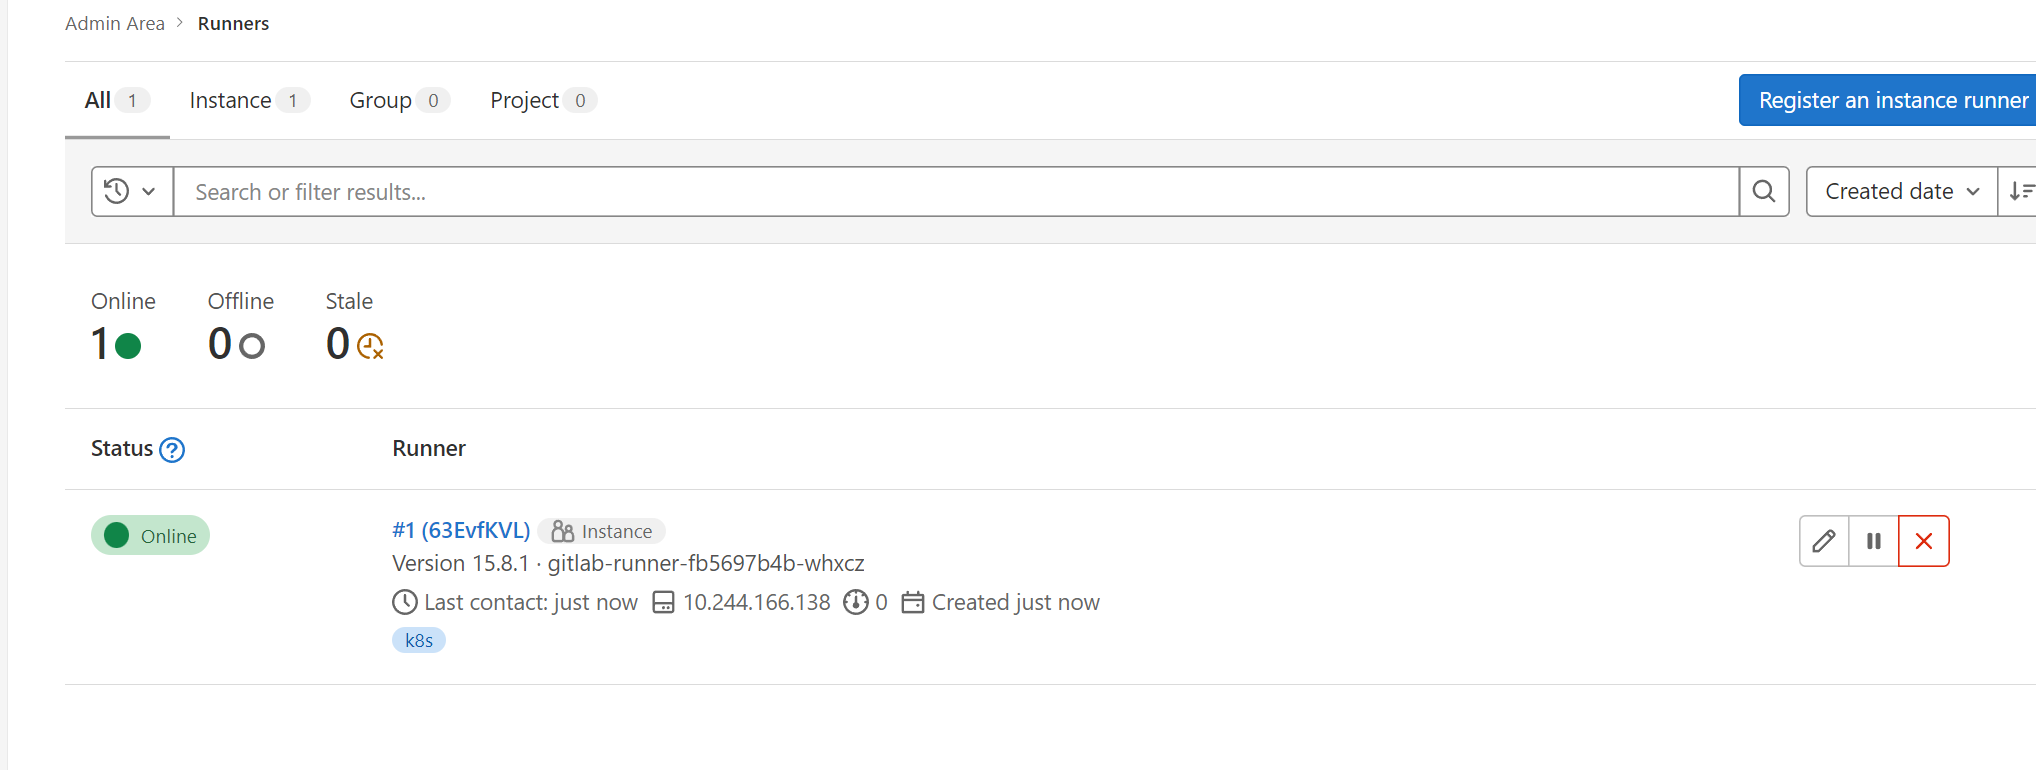 Admin Area > Runners
All 1 Instance 1 Group 0 Project 0 Register an instance runner
Search or filter results... Created date
Online Offline Stale
1 0 0
Status ? Runner
Online #1 (63EvfKVL) Instance
Version 15.8.1 · gitlab-runner-fb5697b4b-whxcz
Last contact: just now 10.244.166.138 0 Created just now
k8s